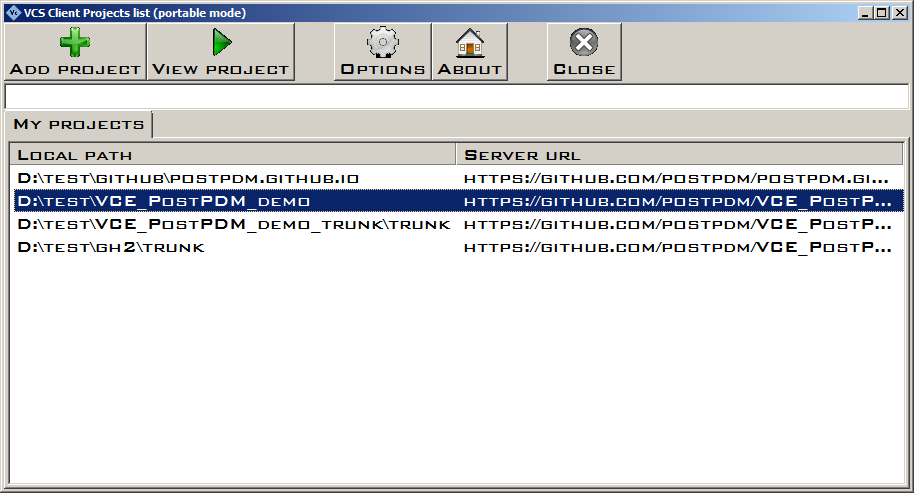 VCS Client Projects list (portable mode)
Add project View project Options About Close
My projects
Local path Server url
D:\test\github\postpdm.github.io https://github.com/postpdm/postpdm.gi...
D:\test\VCE_PostPDM_demo https://github.com/postpdm/VCE_PostP...
D:\test\VCE_PostPDM_demo_trunk\trunk https://github.com/postpdm/VCE_PostP...
D:\test\gh2\trunk https://github.com/postpdm/VCE_PostP...